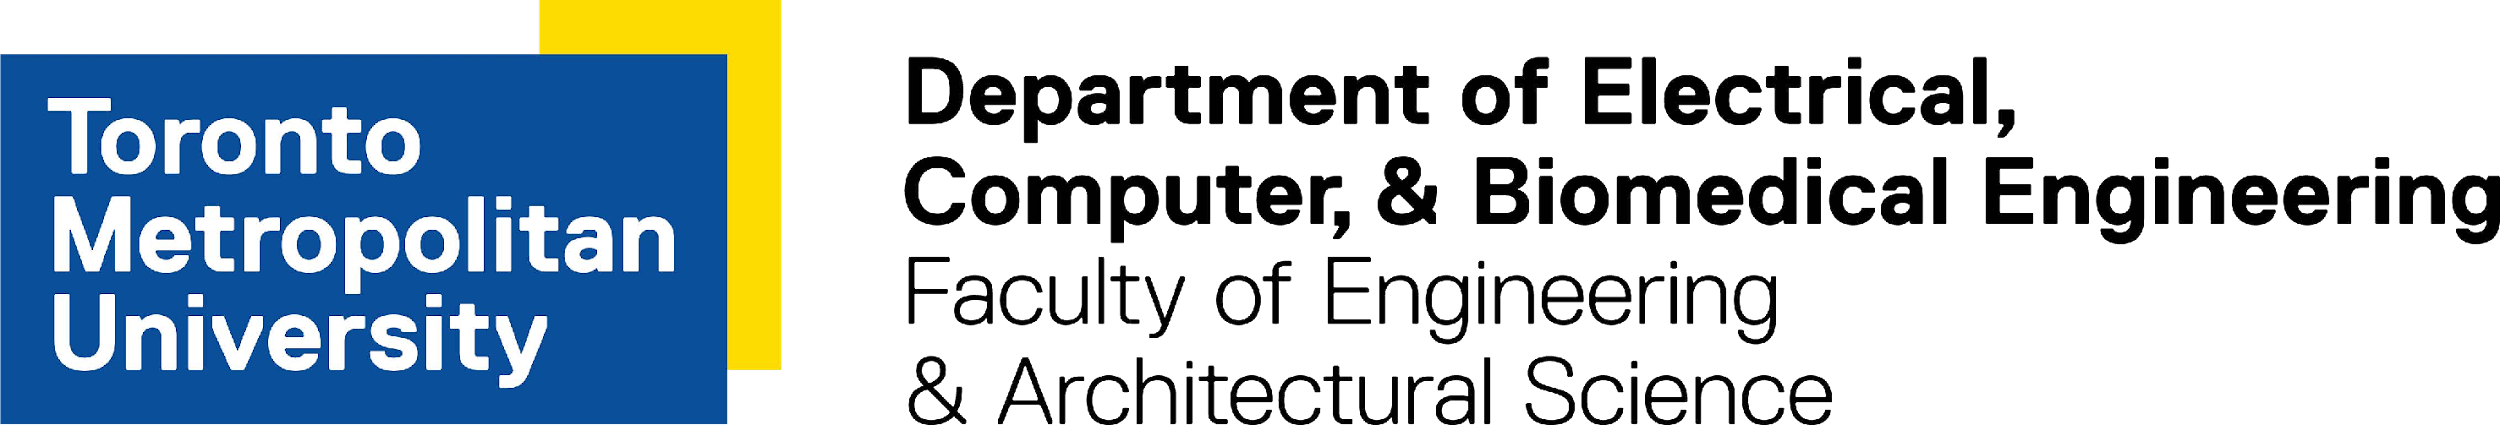 Toronto
Metropolitan
University
Department of Electrical,
Computer, & Biomedical Engineering
Faculty of Engineering
& Architectural Science